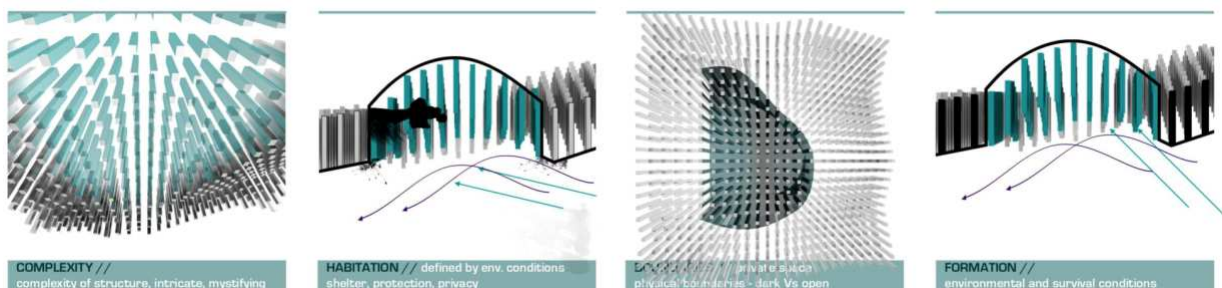 COMPLEXITY //
complexity of structure, intricate, mystifying
HABITATION // defined by env. conditions
shelter, protection, privacy
private space
physical boundaries - dark Vs open
FORMATION //
environmental and survival conditions